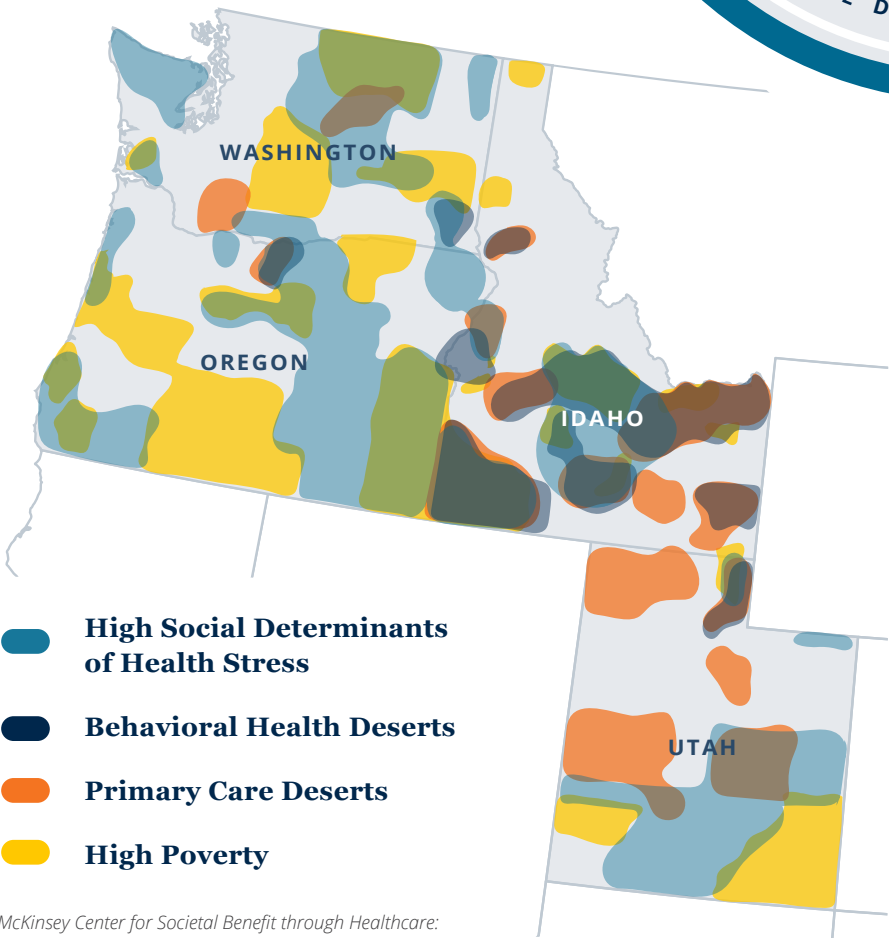 WASHINGTON
OREGON
IDAHO
UTAH
High Social Determinants
of Health Stress
Behavioral Health Deserts
Primary Care Deserts
High Poverty
McKinsey Center for Societal Benefit through Healthcare: